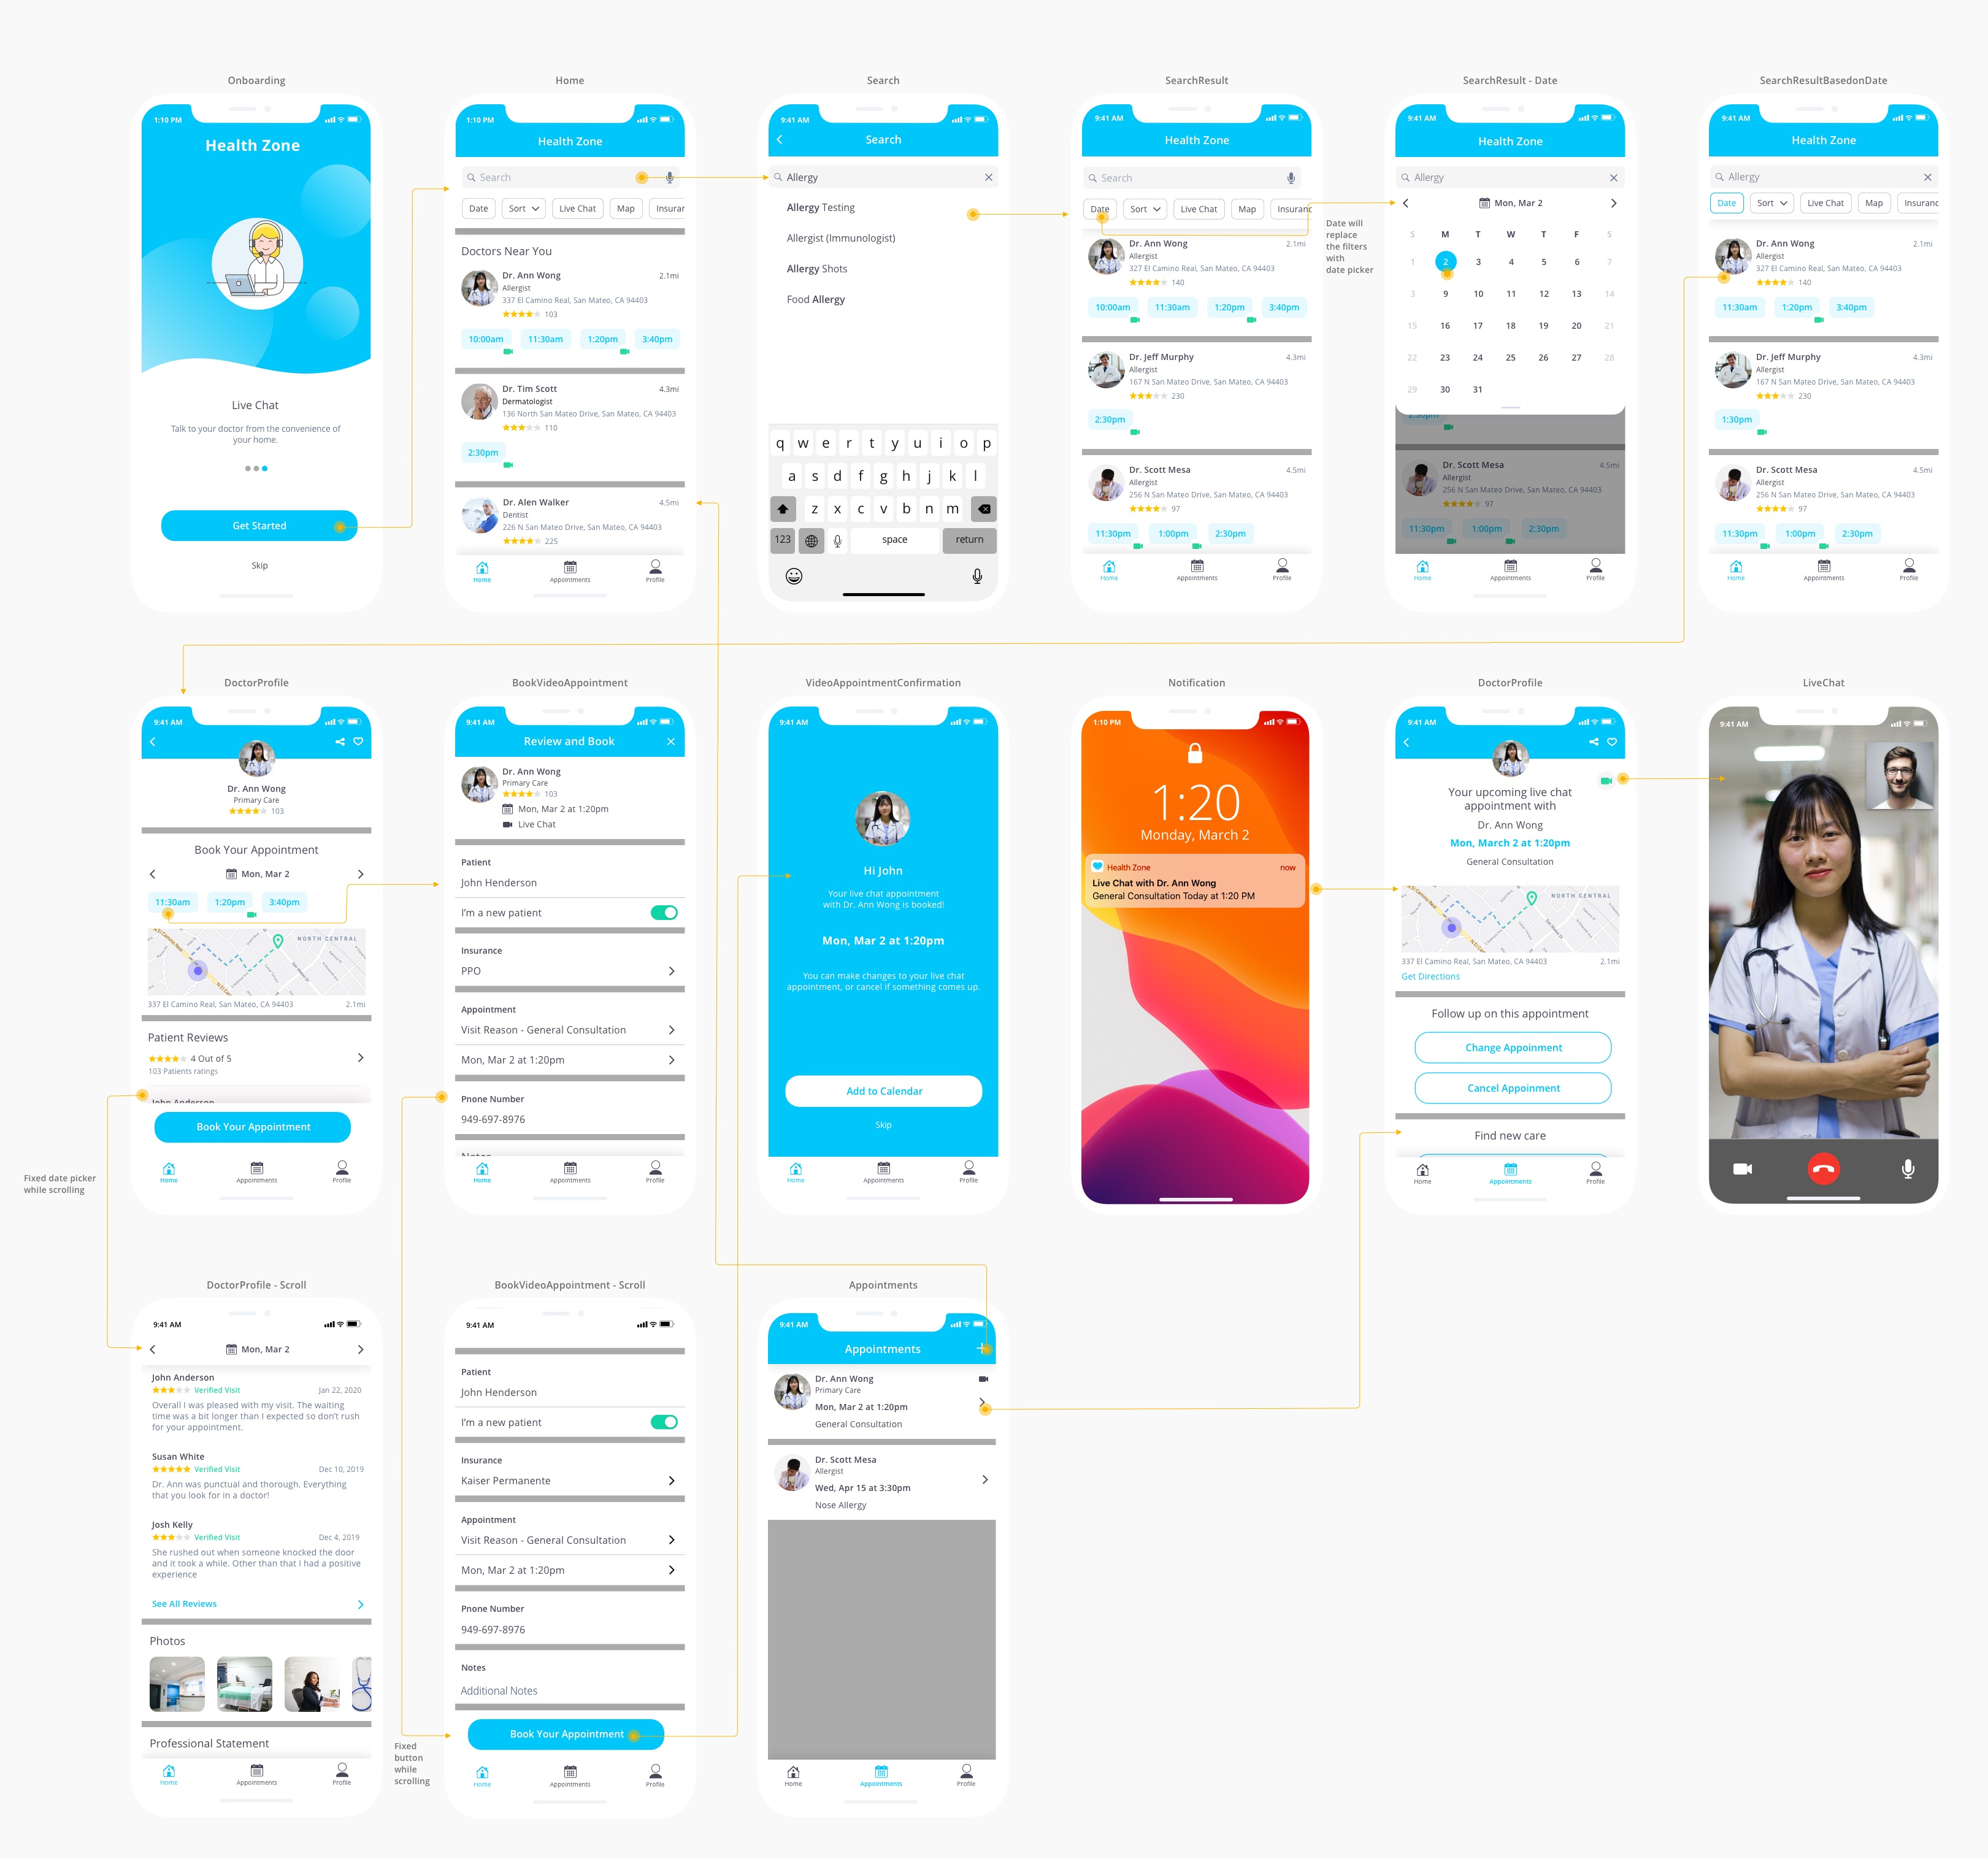 Onboarding
1:10 PM
Health Zone
Live Chat
Talk to your doctor from the convenience of
your home.
Get Started
Skip
Home
1:10 PM
Health Zone
Search
Date
Sort
Live Chat
Map
Insurar
Doctors Near You
Dr. Ann Wong
2.1mi
Allergist
337 El Camino Real, San Mateo, CA 94403
103
10:00am
11:30am
1:20pm
3:40pm
Dr. Tim Scott
4.3mi
Dermatologist
136 North San Mateo Drive, San Mateo, CA 94403
110
2:30pm
Dr. Alen Walker
4.5mi
Dentist
226 N San Mateo Drive, San Mateo, CA 94403
225
Home
Appointments
Profile
Search
9:41 AM
Search
Allergy
Allergy Testing
Allergist (Immunologist)
Allergy Shots
Food Allergy
q w e r t y u i o p
a s d f g h j k l
z x c v b n m
123
space
return
SearchResult
9:41 AM
Health Zone
Search
Date
Sort
Live Chat
Map
Insuranc
Dr. Ann Wong
2.1mi
Allergist
327 El Camino Real, San Mateo, CA 94403
140
10:00am
11:30am
1:20pm
3:40pm
Dr. Jeff Murphy
4.3mi
Allergist
167 N San Mateo Drive, San Mateo, CA 94403
230
2:30pm
Dr. Scott Mesa
4.5mi
Allergist
256 N San Mateo Drive, San Mateo, CA 94403
97
11:30pm
1:00pm
2:30pm
Home
Appointments
Profile
Date will
replace
the filters
with
date picker
SearchResult - Date
9:41 AM
Health Zone
Allergy
Mon, Mar 2
S M T W T F S
1 2 3 4 5 6 7
3 9 10 11 12 13 14
15 16 17 18 19 20 21
22 23 24 25 26 27 28
29 30 31
2:30pm
Dr. Scott Mesa
4.5mi
Allergist
256 N San Mateo Drive, San Mateo, CA 94403
97
11:30pm
1:00pm
2:30pm
Home
Appointments
Profile
SearchResultBasedonDate
9:41 AM
Health Zone
Allergy
Date
Sort
Live Chat
Map
Insuranc
Dr. Ann Wong
2.1mi
Allergist
327 El Camino Real, San Mateo, CA 94403
140
11:30am
1:20pm
3:40pm
Dr. Jeff Murphy
4.3mi
Allergist
167 N San Mateo Drive, San Mateo, CA 94403
230
1:30pm
Dr. Scott Mesa
4.5mi
Allergist
256 N San Mateo Drive, San Mateo, CA 94403
97
11:30pm
1:00pm
2:30pm
Home
Appointments
Profile
DoctorProfile
9:41 AM
Dr. Ann Wong
Primary Care
103
Book Your Appointment
Mon, Mar 2
11:30am
1:20pm
3:40pm
NORTH CENTRAL
337 El Camino Real, San Mateo, CA 94403
2.1mi
Patient Reviews
4 Out of 5
103 Patients ratings
John Anderson
Book Your Appointment
Home
Appointments
Profile
Fixed date picker
while scrolling
BookVideoAppointment
9:41 AM
Review and Book
Dr. Ann Wong
Primary Care
103
Mon, Mar 2 at 1:20pm
Live Chat
Patient
John Henderson
I'm a new patient
Insurance
PPO
Appointment
Visit Reason - General Consultation
Mon, Mar 2 at 1:20pm
Pnone Number
949-697-8976
Notes
Home
Appointments
Profile
VideoAppointmentConfirmation
9:41 AM
Hi John
Your live chat appointment
with Dr. Ann Wong is booked!
Mon, Mar 2 at 1:20pm
You can make changes to your live chat
appointment, or cancel if something comes up.
Add to Calendar
Skip
Home
Appointments
Profile
Notification
1:10 PM
1:20
Monday, March 2
Health Zone
now
Live Chat with Dr. Ann Wong
General Consultation Today at 1:20 PM
DoctorProfile
9:41 AM
Your upcoming live chat
appointment with
Dr. Ann Wong
Mon, March 2 at 1:20pm
General Consultation
NORTH CENTRAL
337 El Camino Real, San Mateo, CA 94403
2.1mi
Get Directions
Follow up on this appointment
Change Appoinment
Cancel Appoinment
Find new care
Home
Appointments
Profile
LiveChat
9:41 AM
DoctorProfile - Scroll
9:41 AM
Mon, Mar 2
John Anderson
Verified Visit
Jan 22, 2020
Overall I was pleased with my visit. The waiting
time was a bit longer than I expected so don't rush
for your appointment.
Susan White
Verified Visit
Dec 10, 2019
Dr. Ann was punctual and thorough. Everything
that you look for in a doctor!
Josh Kelly
Verified Visit
Dec 4, 2019
She rushed out when someone knocked the door
and it took a while. Other than that I had a positive
experience
See All Reviews
Photos
Professional Statement
Home
Appointments
Profile
Fixed
button
while
scrolling
BookVideoAppointment - Scroll
9:41 AM
Patient
John Henderson
I'm a new patient
Insurance
Kaiser Permanente
Appointment
Visit Reason - General Consultation
Mon, Mar 2 at 1:20pm
Pnone Number
949-697-8976
Notes
Additional Notes
Book Your Appointment
Home
Appointments
Profile
Appointments
9:41 AM
Appointments
Dr. Ann Wong
Primary Care
Mon, Mar 2 at 1:20pm
General Consultation
Dr. Scott Mesa
Allergist
Wed, Apr 15 at 3:30pm
Nose Allergy
Home
Appointments
Profile